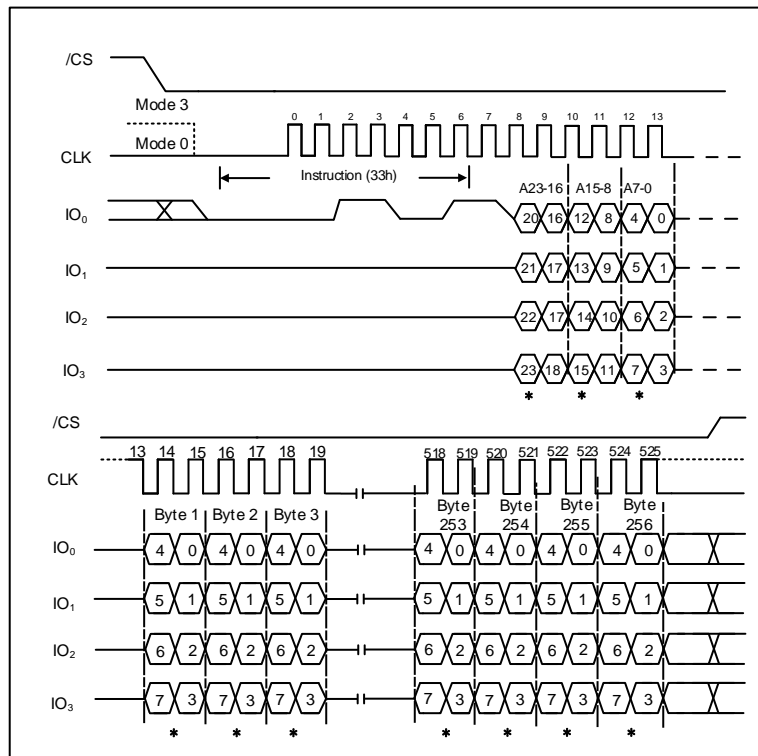 /CS
Mode 3
0 1 2 3 4 5 6 7 8 9 10 11 12 13
Mode 0
CLK
Instruction (33h)
A23-16 A15-8 A7-0
IO0 20 16 12 8 4 0
IO1 21 17 13 9 5 1
IO2 22 17 14 10 6 2
IO3 23 18 15 11 7 3
* * *
/CS
13 14 15 16 17 18 19 518 519 520 521 522 523 524 525
CLK
Byte 1 Byte 2 Byte 3 Byte 253 Byte 254 Byte 255 Byte 256
IO0 4 0 4 0 4 0 4 0 4 0 4 0 4 0
IO1 5 1 5 1 5 1 5 1 5 1 5 1 5 1
IO2 6 2 6 2 6 2 6 2 6 2 6 2 6 2
IO3 7 3 7 3 7 3 7 3 7 3 7 3 7 3
* * * * * * *